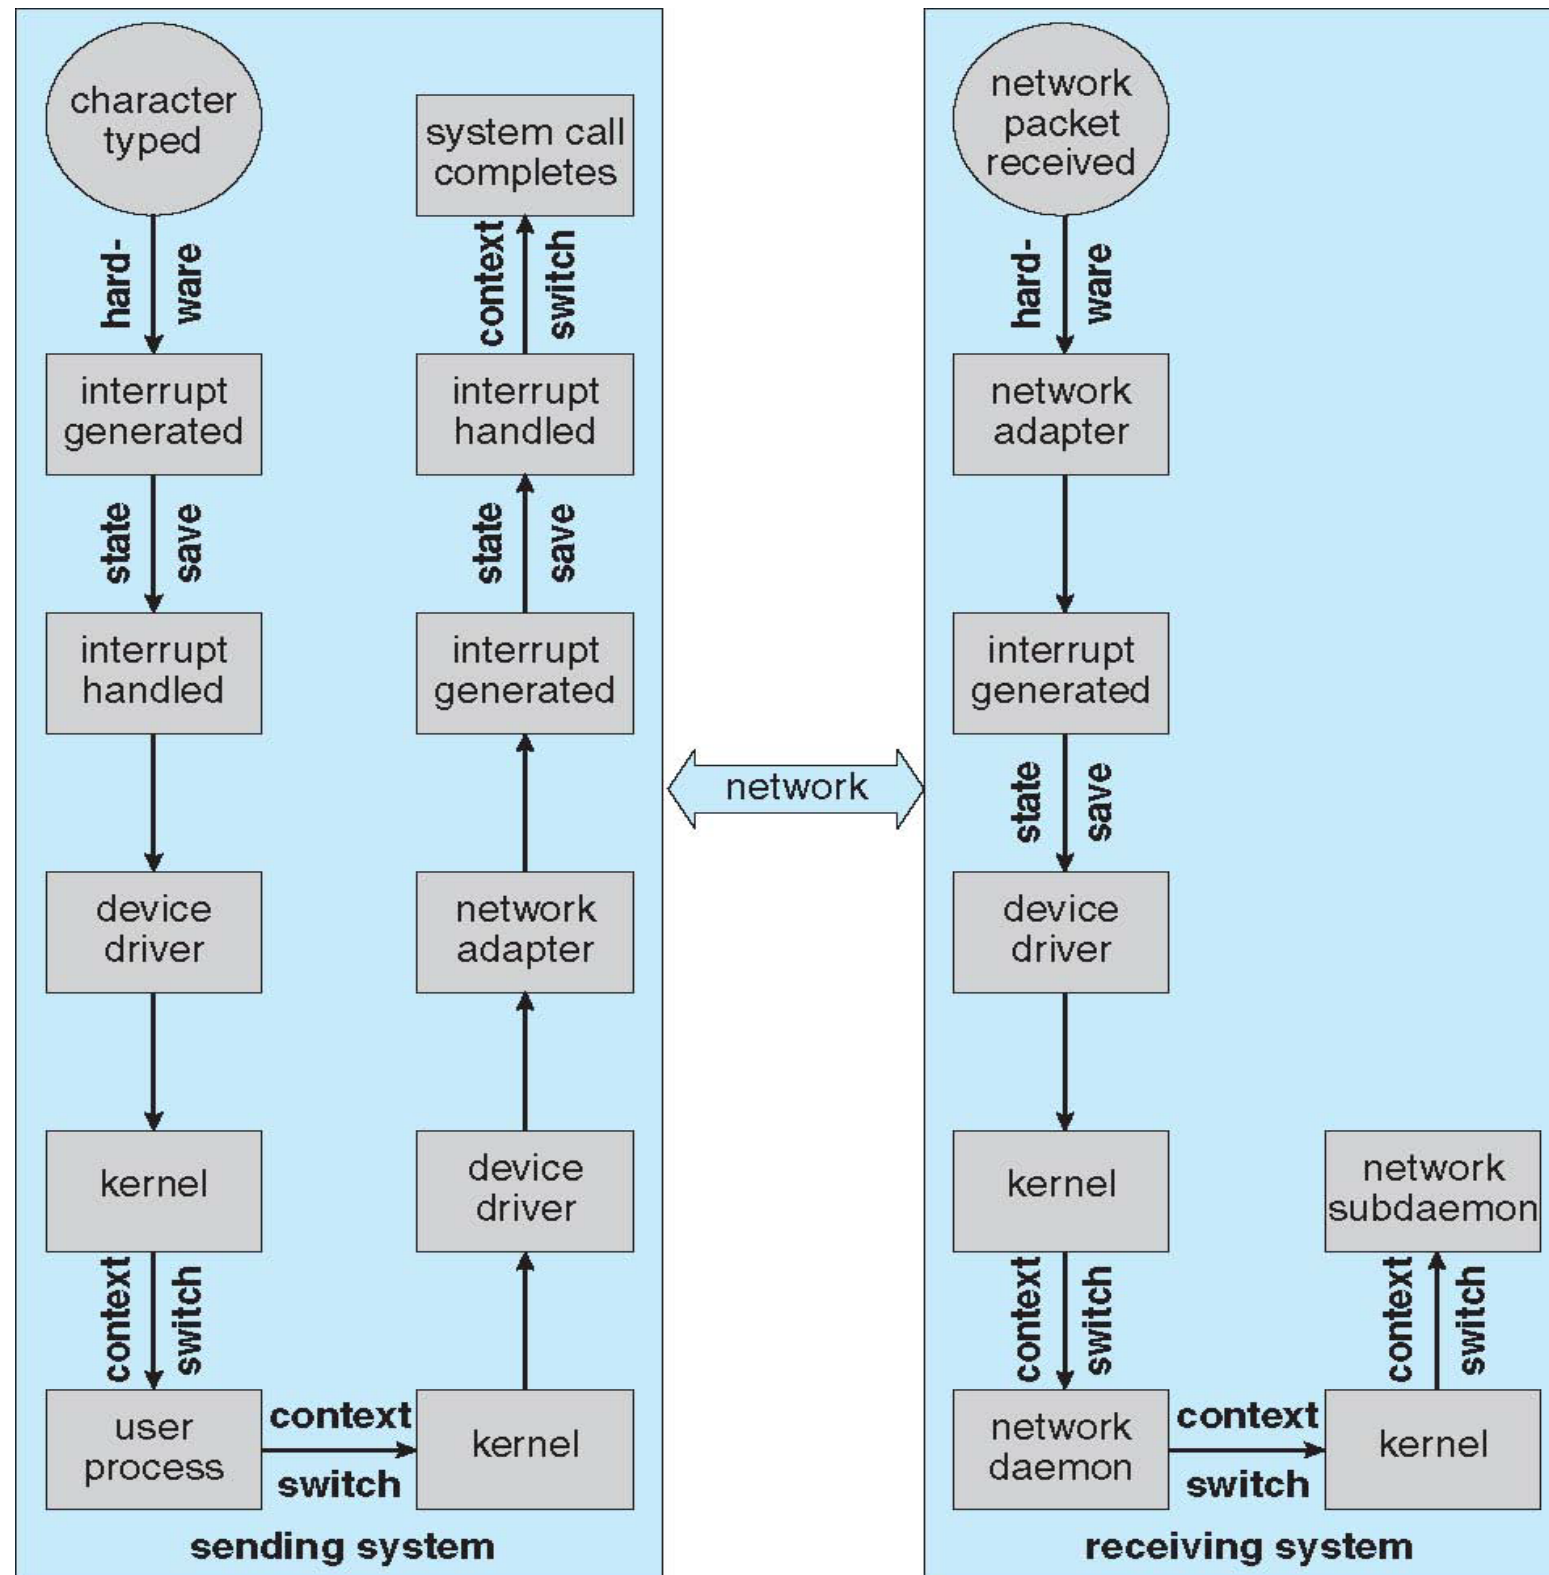 character
typed
hard-
ware
interrupt
generated
state
save
interrupt
handled
device
driver
kernel
context
switch
user
process
context
switch
kernel
device
driver
network
adapter
interrupt
generated
state
save
interrupt
handled
context
switch
system call
completes
sending system
network
network
packet
received
hard-
ware
network
adapter
interrupt
generated
state
save
device
driver
kernel
context
switch
network
daemon
context
switch
kernel
context
switch
network
subdaemon
receiving system